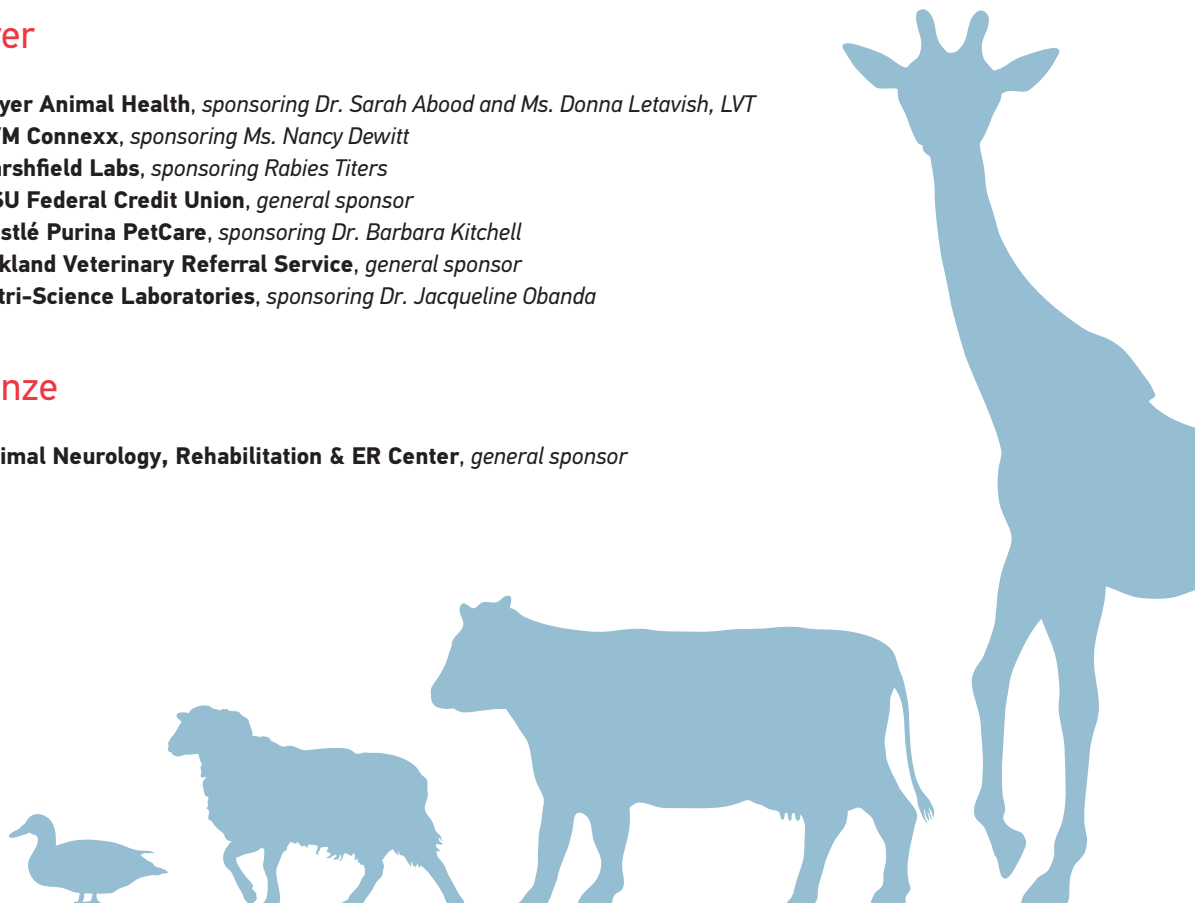 er
yer Animal Health, sponsoring Dr. Sarah Abood and Ms. Donna Letavish, LVT
M Connexx, sponsoring Ms. Nancy Dewitt
rshfield Labs, sponsoring Rabies Titers
SU Federal Credit Union, general sponsor
stlé Purina PetCare, sponsoring Dr. Barbara Kitchell
kland Veterinary Referral Service, general sponsor
tri-Science Laboratories, sponsoring Dr. Jacqueline Obanda
nze
imal Neurology, Rehabilitation & ER Center, general sponsor